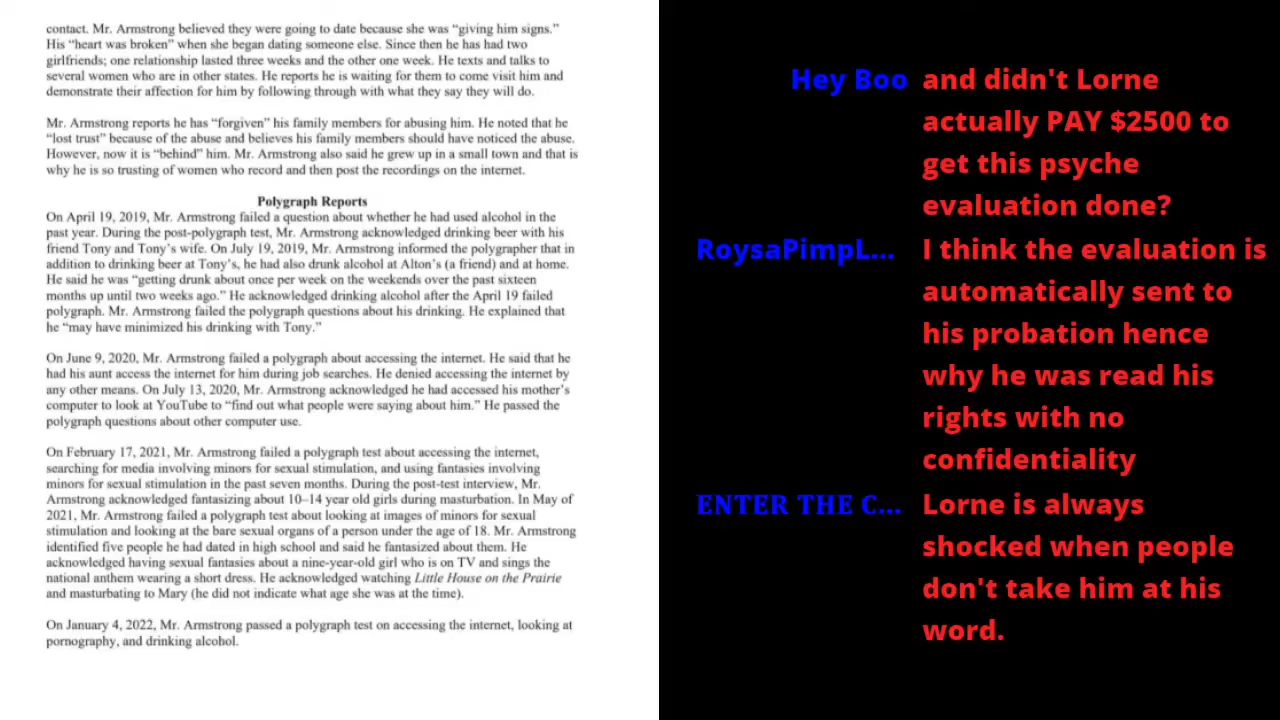 contact. Mr. Armstrong believed they were going to date because she was “giving him signs.”
His “heart was broken” when she began dating someone else. Since then he has had two
girlfriends; one relationship lasted three weeks and the other one week. He texts and talks to
several women who are in other states. He reports he is waiting for them to come visit him and
demonstrate their affection for him by following through with what they say they will do.
Mr. Armstrong reports he has “forgiven” his family members for abusing him. He noted that he
“lost trust” because of the abuse and believes his family members should have noticed the abuse.
However, now it is “behind” him. Mr. Armstrong also said he grew up in a small town and that is
why he is so trusting of women who record and then post the recordings on the internet.
Polygraph Reports
On April 19, 2019, Mr. Armstrong failed a question about whether he had used alcohol in the
past year. During the post-polygraph test, Mr. Armstrong acknowledged drinking beer with his
friend Tony and Tony’s wife. On July 19, 2019, Mr. Armstrong informed the polygrapher that in
addition to drinking beer at Tony’s, he had also drunk alcohol at Alton’s (a friend) and at home.
He said he was “getting drunk about once per week on the weekends over the past sixteen
months up until two weeks ago.” He acknowledged drinking alcohol after the April 19 failed
polygraph. Mr. Armstrong failed the polygraph questions about his drinking. He explained that
he “may have minimized his drinking with Tony.”
On June 9, 2020, Mr. Armstrong failed a polygraph about accessing the internet. He said that he
had his aunt access the internet for him during job searches. He denied accessing the internet by
any other means. On July 13, 2020, Mr. Armstrong acknowledged he had accessed his mother’s
computer to look at YouTube to “find out what people were saying about him.” He passed the
polygraph questions about other computer use.
On February 17, 2021, Mr. Armstrong failed a polygraph test about accessing the internet,
searching for media involving minors for sexual stimulation, and using fantasies involving
minors for sexual stimulation in the past seven months. During the post-test interview, Mr.
Armstrong acknowledged fantasizing about 10–14 year old girls during masturbation. In May of
2021, Mr. Armstrong failed a polygraph test about looking at images of minors for sexual
stimulation and looking at the bare sexual organs of a person under the age of 18. Mr. Armstrong
identified five people he had dated in high school and said he fantasized about them. He
acknowledged having sexual fantasies about a nine-year-old girl who is on TV and sings the
national anthem wearing a short dress. He acknowledged watching Little House on the Prairie
and masturbating to Mary (he did not indicate what age she was at the time).
On January 4, 2022, Mr. Armstrong passed a polygraph test on accessing the internet, looking at
pornography, and drinking alcohol.
Hey Boo and didn't Lorne
actually PAY $2500 to
get this psyche
evaluation done?
RoysaPimpL... I think the evaluation is
automatically sent to
his probation hence
why he was read his
rights with no
confidentiality
ENTER THE C... Lorne is always
shocked when people
don't take him at his
word.